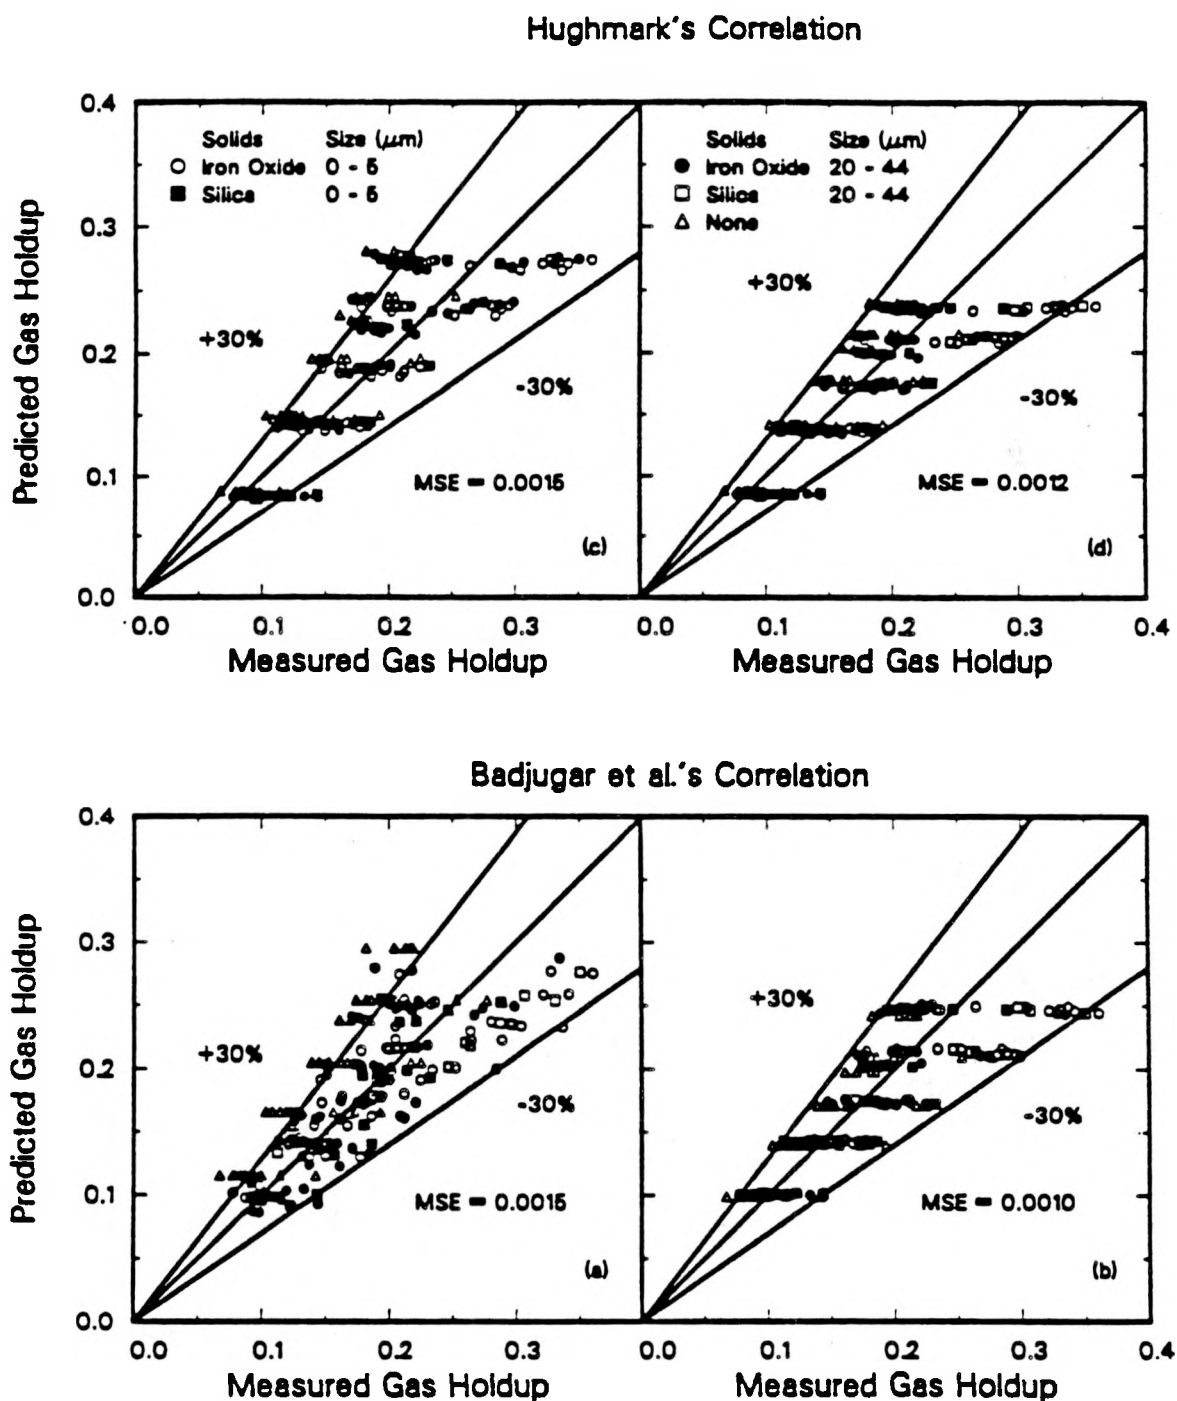 Hughmark's Correlation
0.4
0.3
0.2
0.1
0.0
Predicted Gas Holdup
Solids Size (μm)
Iron Oxide 0 - 5
Silica 0 - 5
+30%
-30%
MSE = 0.0015
(c)
0.0 0.1 0.2 0.3
Measured Gas Holdup
Solids Size (μm)
Iron Oxide 20 - 44
Silica 20 - 44
None
+30%
-30%
MSE = 0.0012
(d)
0.0 0.1 0.2 0.3 0.4
Measured Gas Holdup
Badjugar et al.'s Correlation
0.4
0.3
0.2
0.1
0.0
Predicted Gas Holdup
+30%
-30%
MSE = 0.0015
(a)
0.0 0.1 0.2 0.3
Measured Gas Holdup
+30%
-30%
MSE = 0.0010
(b)
0.0 0.1 0.2 0.3 0.4
Measured Gas Holdup